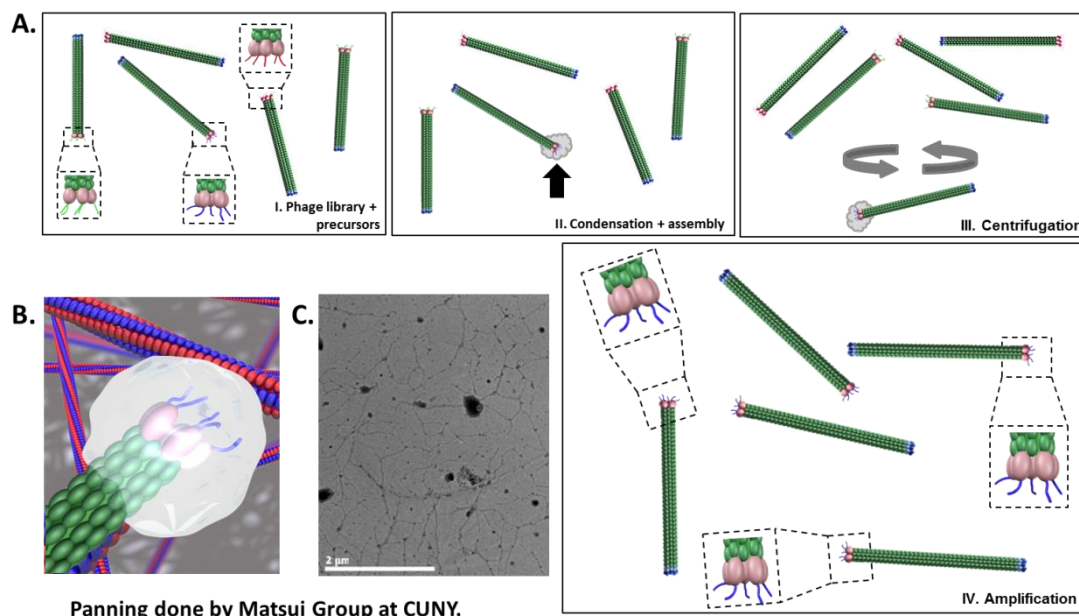 A.
I. Phage library +
precursors
II. Condensation + assembly
III. Centrifugation
B.
C.
2 μm
IV. Amplification
Panning done by Matsui Group at CUNY.